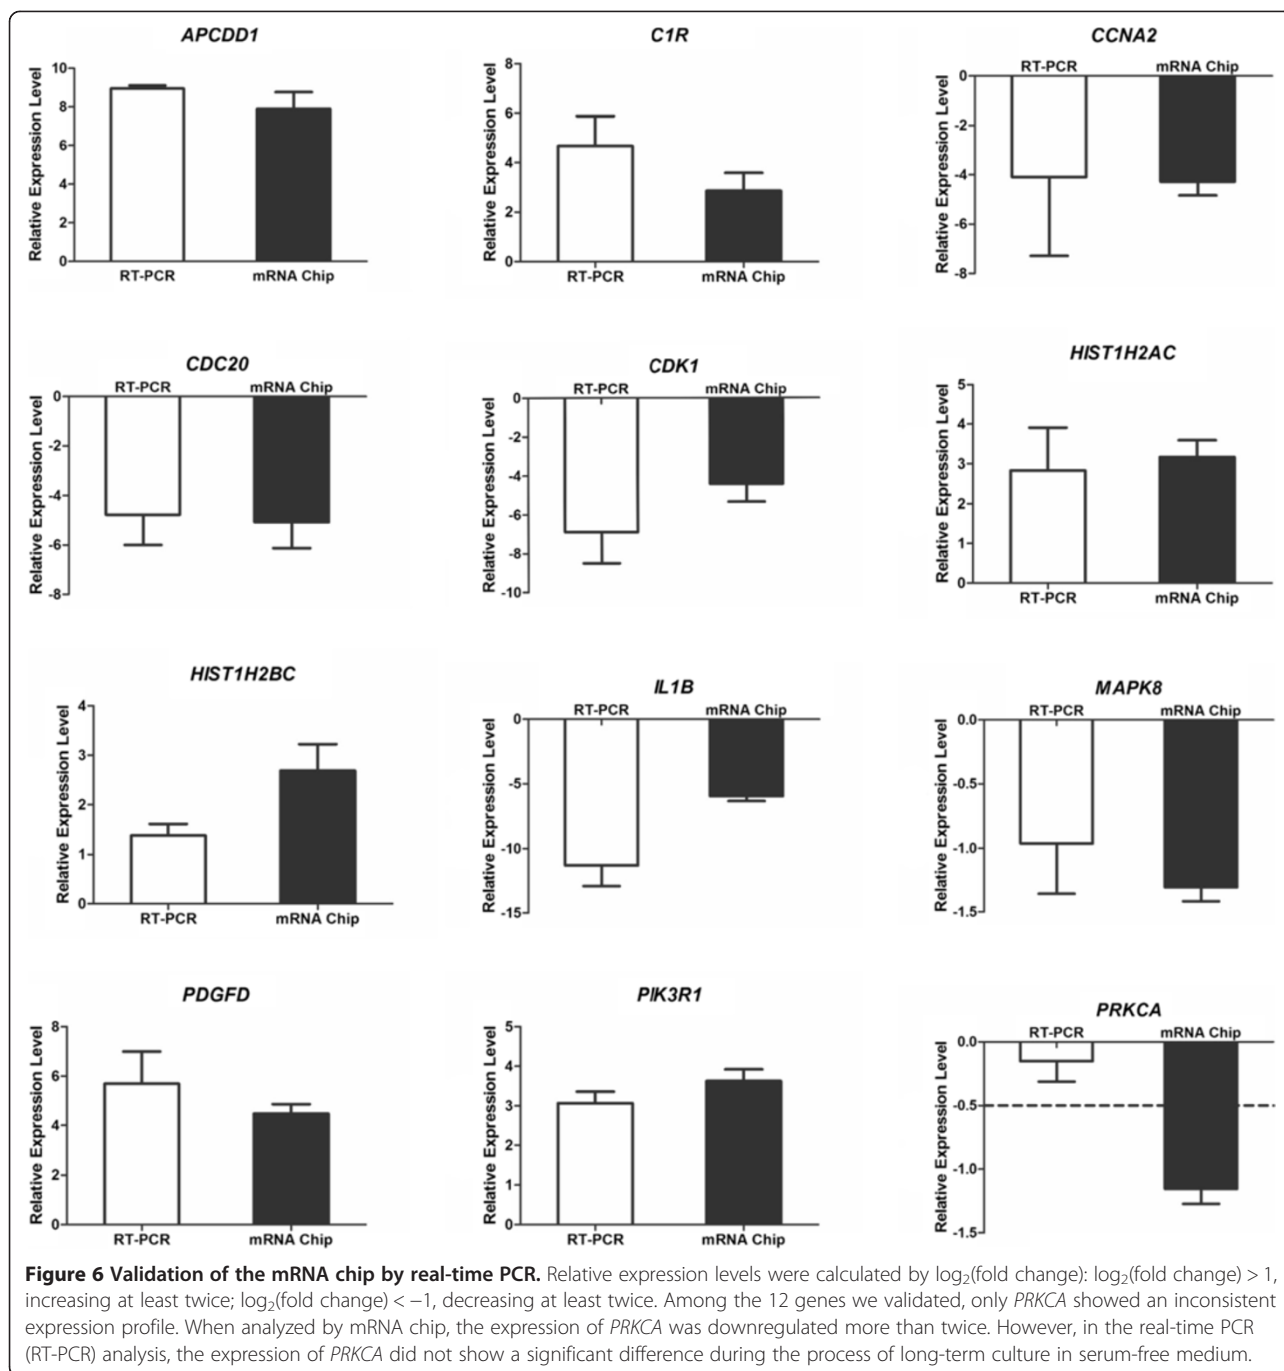 APCDD1
Relative Expression Level
10
8
6
4
2
0
RT-PCR mRNA Chip
C1R
Relative Expression Level
8
6
4
2
0
RT-PCR mRNA Chip
CCNA2
RT-PCR mRNA Chip
Relative Expression Level
0
-2
-4
-6
-8
CDC20
RT-PCR mRNA Chip
Relative Expression Level
0
-2
-4
-6
-8
CDK1
RT-PCR mRNA Chip
Relative Expression Level
0
-2
-4
-6
-8
-10
HIST1H2AC
Relative Expression Level
5
4
3
2
1
0
RT-PCR mRNA Chip
HIST1H2BC
Relative Expression Level
4
3
2
1
0
RT-PCR mRNA Chip
IL1B
RT-PCR mRNA Chip
Relative Expression Level
0
-5
-10
-15
MAPK8
RT-PCR mRNA Chip
Relative Expression Level
0.0
-0.5
-1.0
-1.5
PDGFD
Relative Expression Level
8
6
4
2
0
RT-PCR mRNA Chip
PIK3R1
Relative Expression Level
5
4
3
2
1
0
RT-PCR mRNA Chip
PRKCA
RT-PCR mRNA Chip
Relative Expression Level
0.0
-0.5
-1.0
-1.5
Figure 6 Validation of the mRNA chip by real-time PCR. Relative expression levels were calculated by log₂(fold change): log₂(fold change) > 1,
increasing at least twice; log₂(fold change) < −1, decreasing at least twice. Among the 12 genes we validated, only PRKCA showed an inconsistent
expression profile. When analyzed by mRNA chip, the expression of PRKCA was downregulated more than twice. However, in the real-time PCR
(RT-PCR) analysis, the expression of PRKCA did not show a significant difference during the process of long-term culture in serum-free medium.